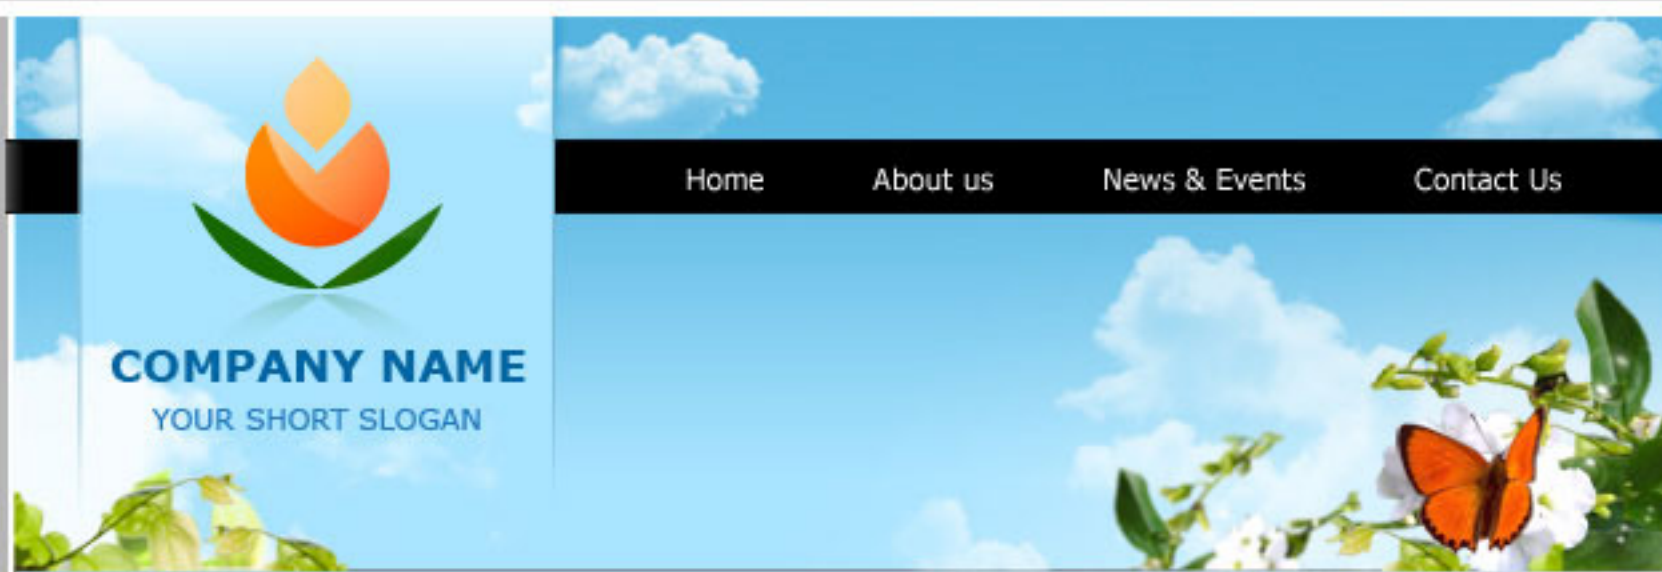 Home About us News & Events Contact Us
COMPANY NAME
YOUR SHORT SLOGAN